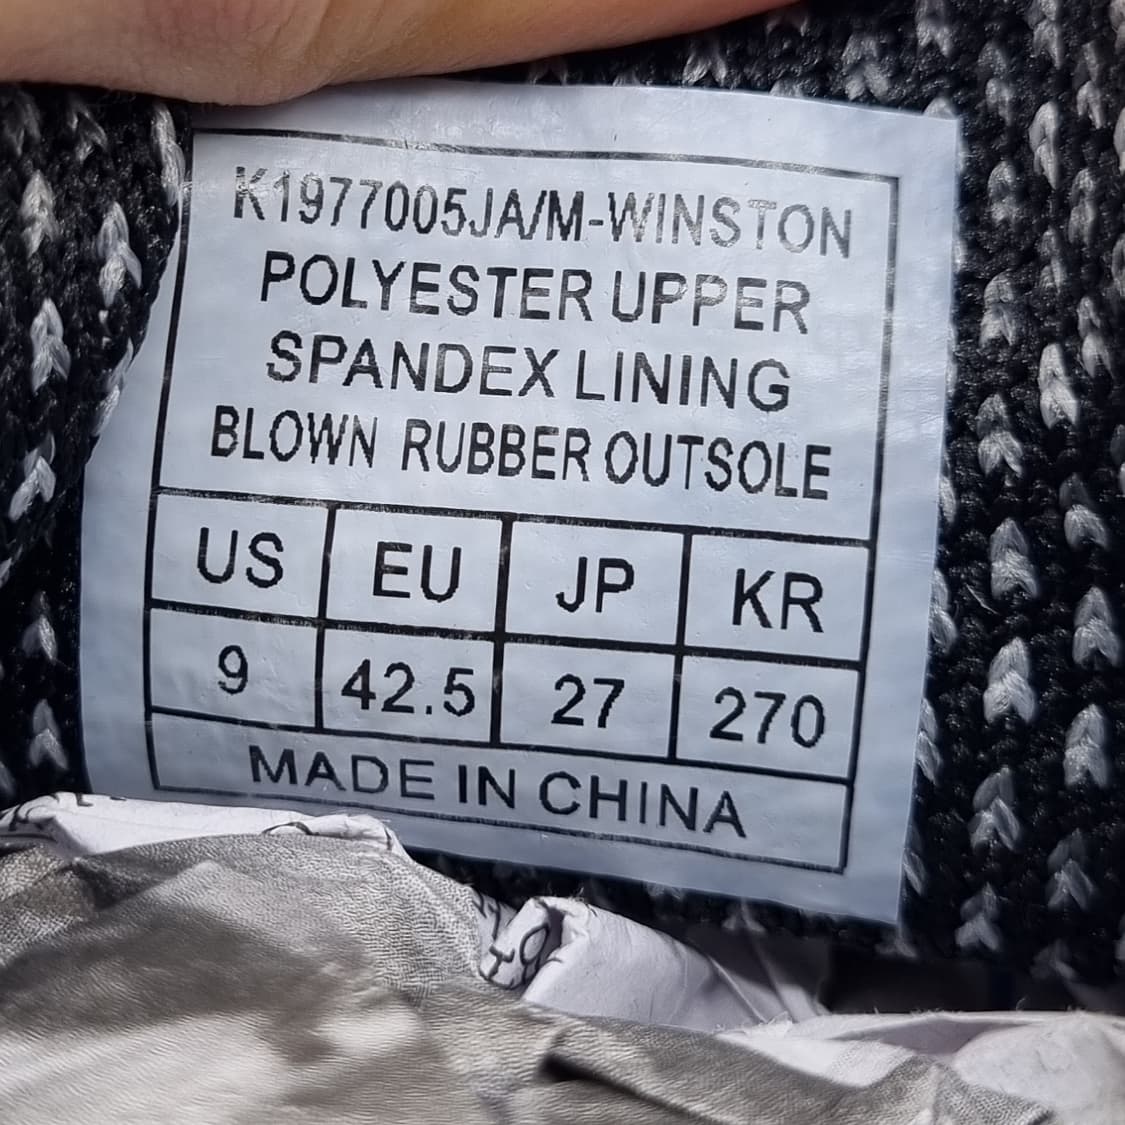 K1977005JA/M-WINSTON
POLYESTER UPPER
SPANDEX LINING
BLOWN RUBBER OUTSOLE
US EU JP KR
9 42.5 27 270
MADE IN CHINA